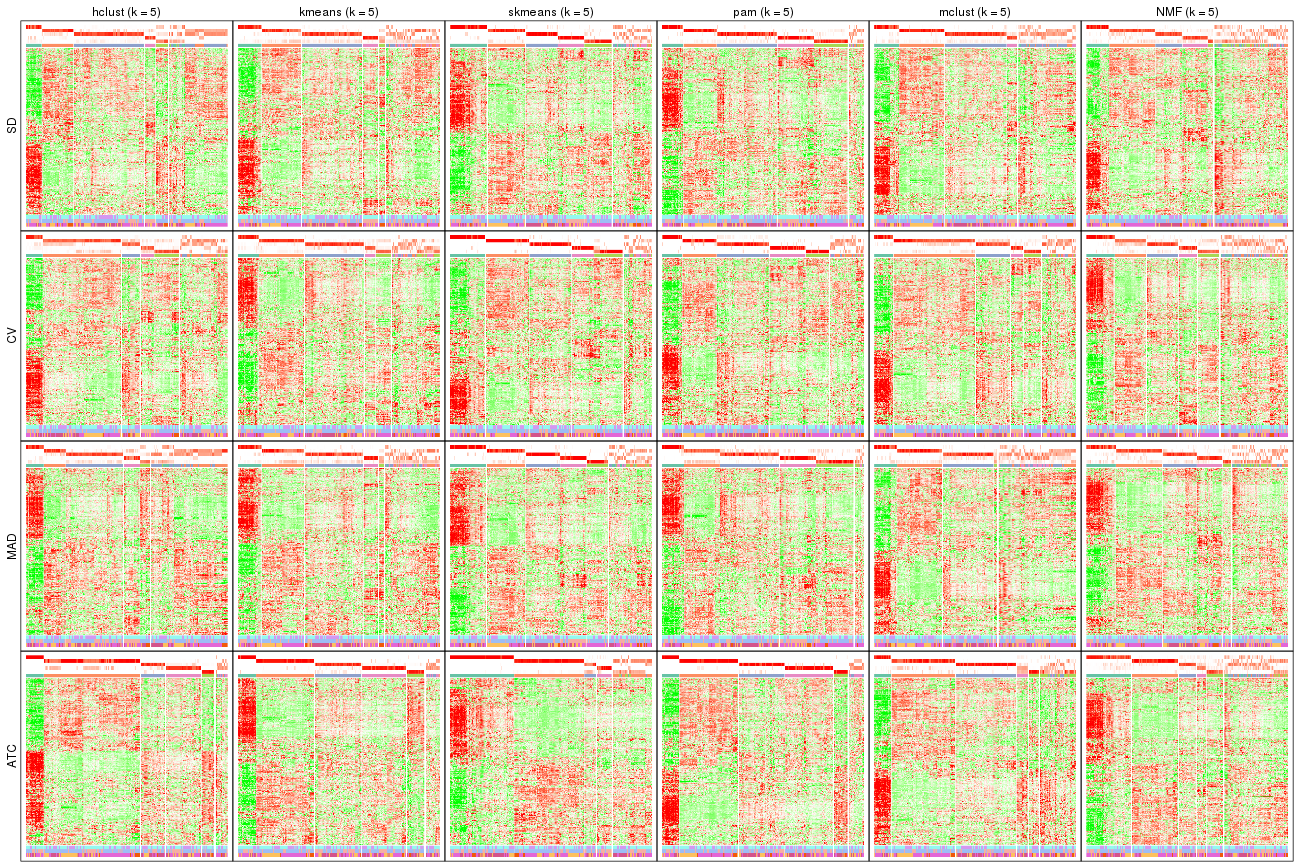 hclust (k = 5) kmeans (k = 5) skmeans (k = 5) pam (k = 5) mclust (k = 5) NMF (k = 5)
SD
CV
MAD
ATC